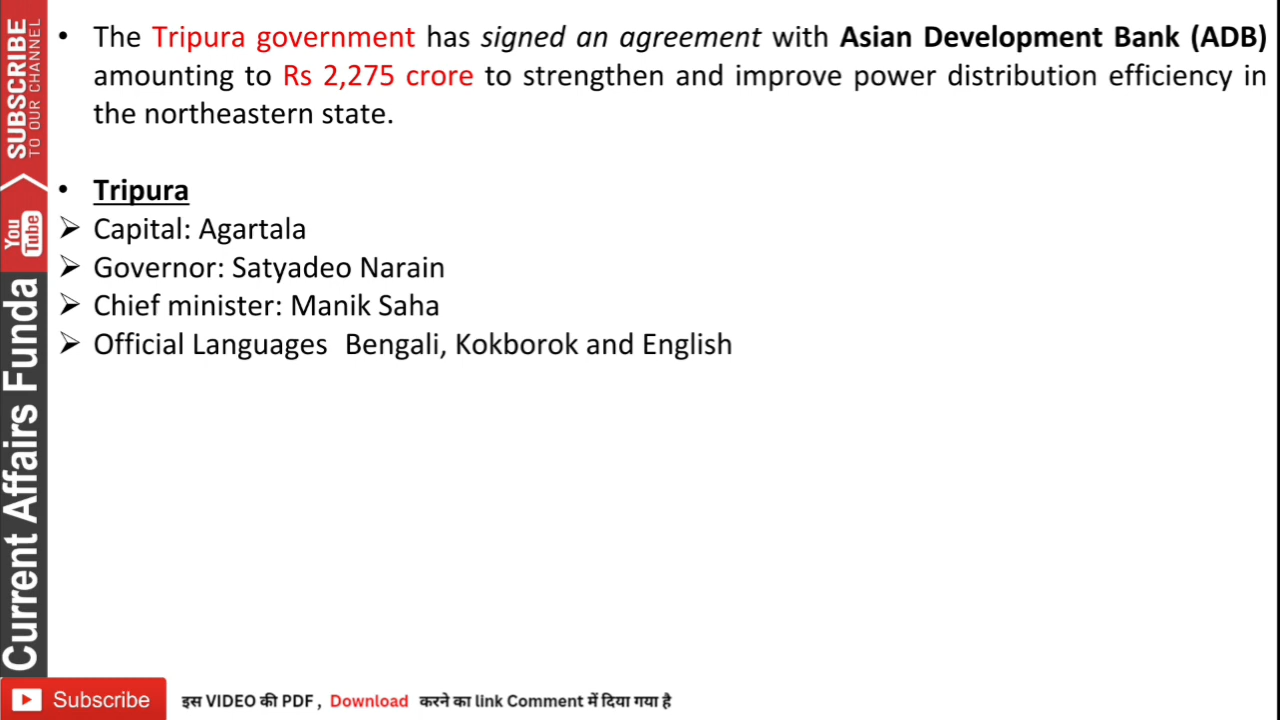 • The Tripura government has signed an agreement with Asian Development Bank (ADB)
amounting to Rs 2,275 crore to strengthen and improve power distribution efficiency in
the northeastern state.
• Tripura
➢ Capital: Agartala
➢ Governor: Satyadeo Narain
➢ Chief minister: Manik Saha
➢ Official Languages  Bengali, Kokborok and English
SUBSCRIBE
TO OUR CHANNEL
YouTube
Current Affairs Funda
Subscribe
इस VIDEO की PDF , Download करने का link Comment में दिया गया है